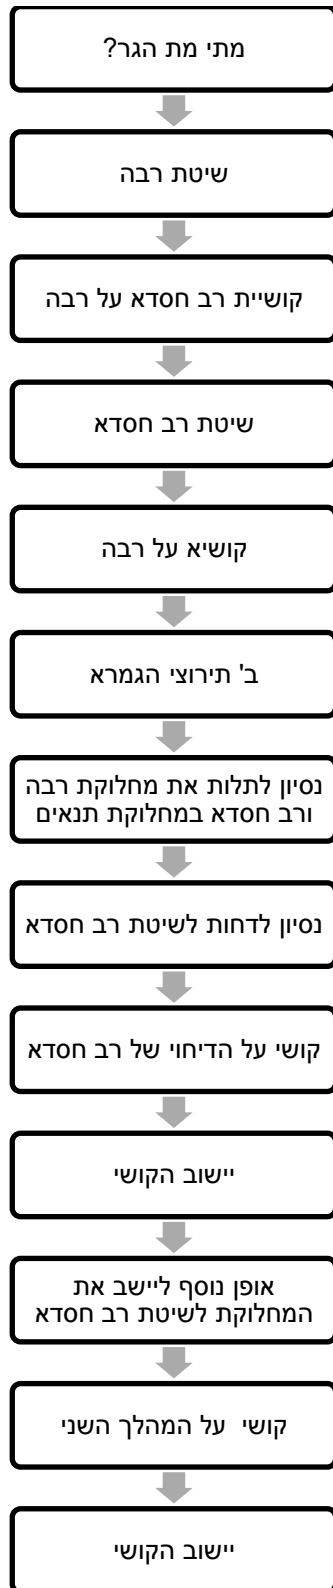 מתי מת הגר?
שיטת רבה
קושיית רב חסדא על רבה
שיטת רב חסדא
קושיא על רבה
ב' תירוצי הגמרא
נסיון לתלות את מחלוקת רבה
ורב חסדא במחלוקת תנאים
נסיון לדחות לשיטת רב חסדא
קושי על הדיחוי של רב חסדא
יישוב הקושי
אופן נוסף ליישב את
המחלוקת לשיטת רב חסדא
קושי על המהלך השני
יישוב הקושי